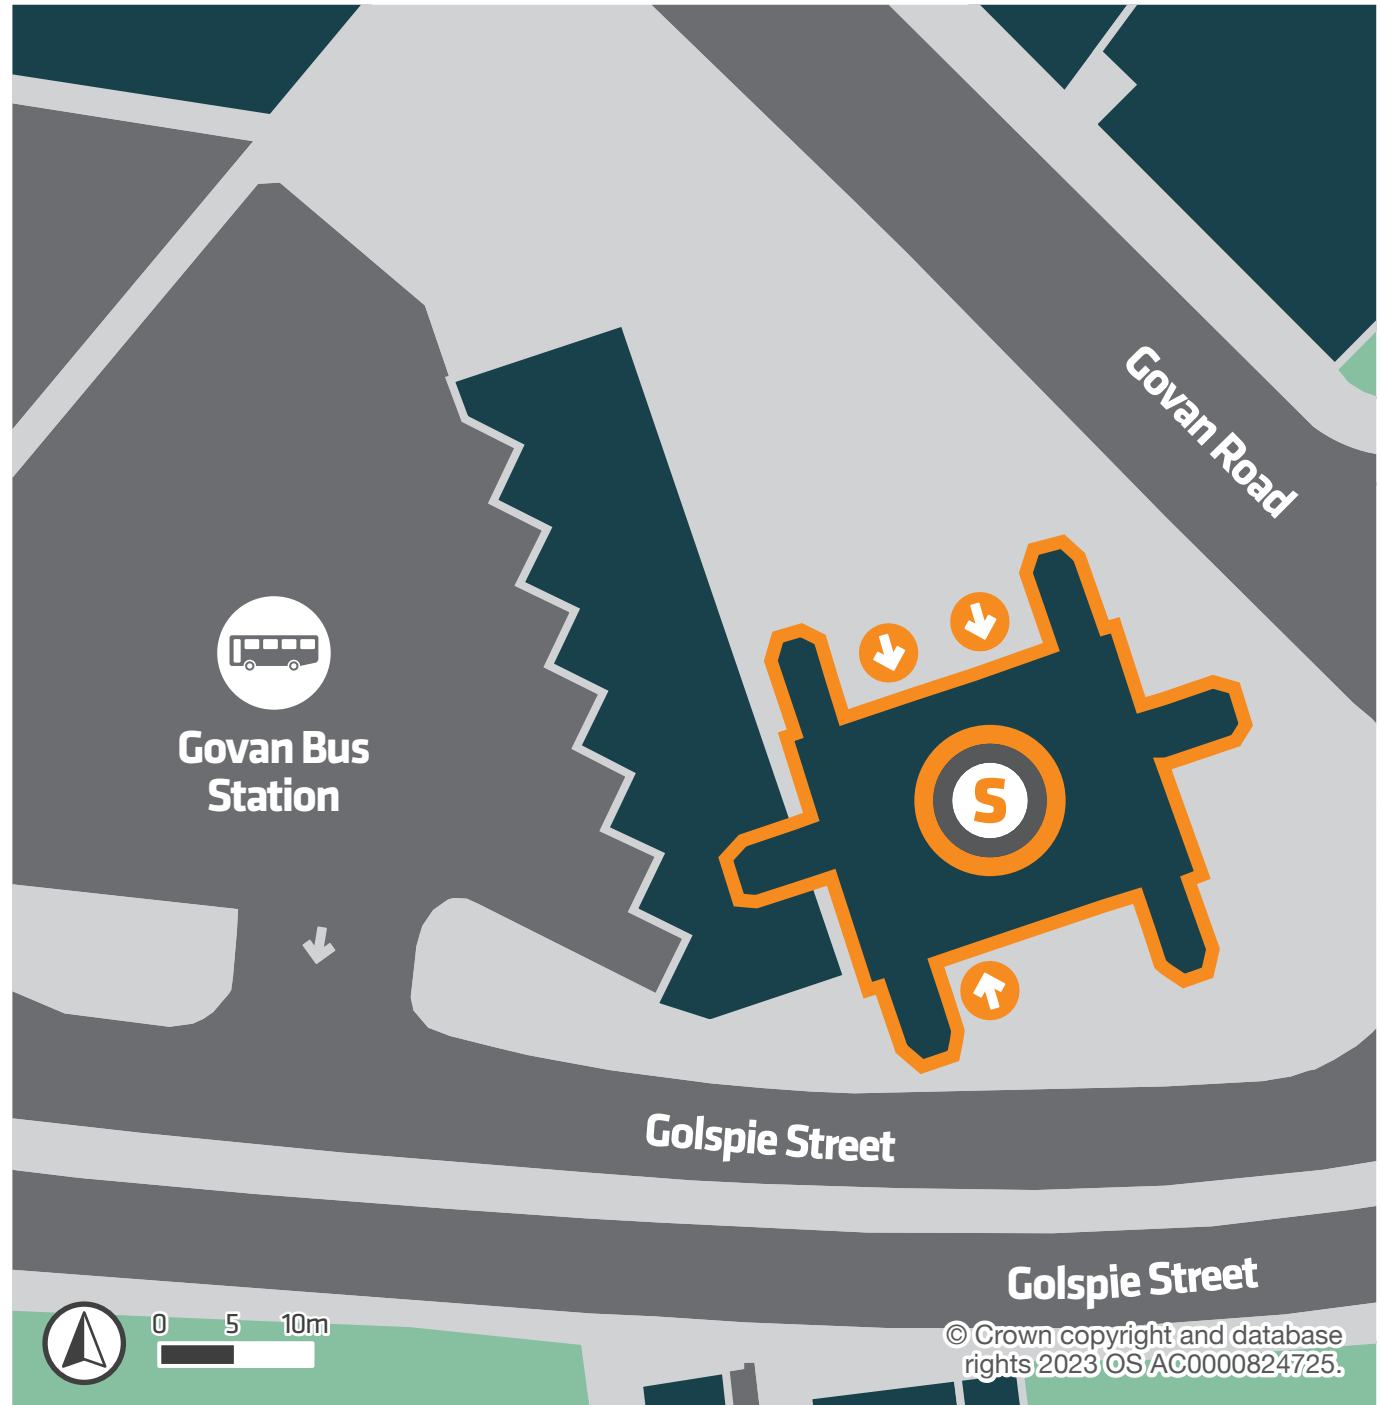 Govan Road
S
Govan Bus
Station
Golspie Street
Golspie Street
0 5 10m
© Crown copyright and database
rights 2023 OS AC0000824725.